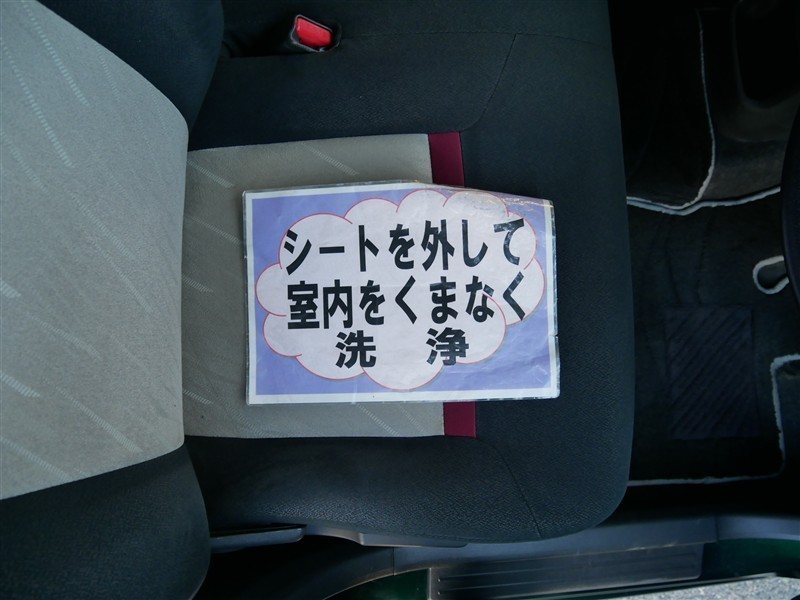 シートを外して
室内をくまなく
洗　浄